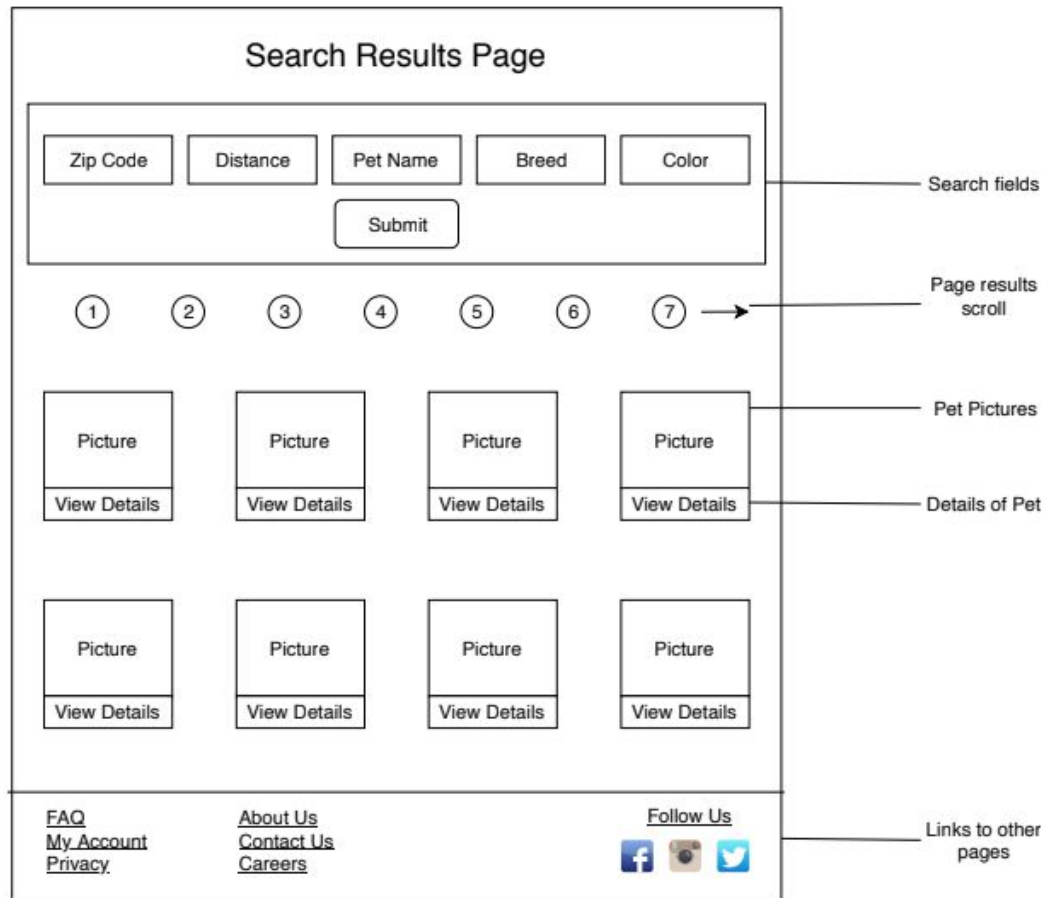 Search Results Page
Zip Code Distance Pet Name Breed Color
Search fields
Submit
1 2 3 4 5 6 7
Page results
scroll
Picture Picture Picture Picture
Pet Pictures
View Details View Details View Details View Details
Details of Pet
Picture Picture Picture Picture
View Details View Details View Details View Details
FAQ About Us Follow Us
My Account Contact Us
Privacy Careers
Links to other
pages